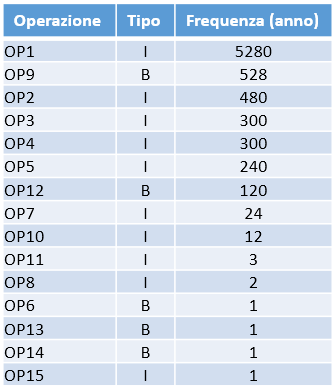 Operazione Tipo Frequenza (anno)
OP1 I 5280
OP9 B 528
OP2 I 480
OP3 I 300
OP4 I 300
OP5 I 240
OP12 B 120
OP7 I 24
OP10 I 12
OP11 I 3
OP8 I 2
OP6 B 1
OP13 B 1
OP14 B 1
OP15 I 1